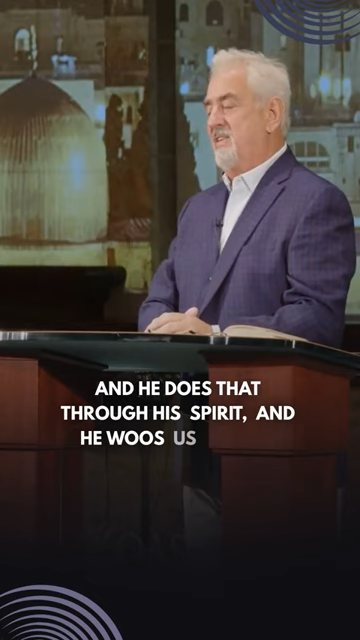 AND HE DOES THAT
THROUGH HIS SPIRIT, AND
HE WOOS US